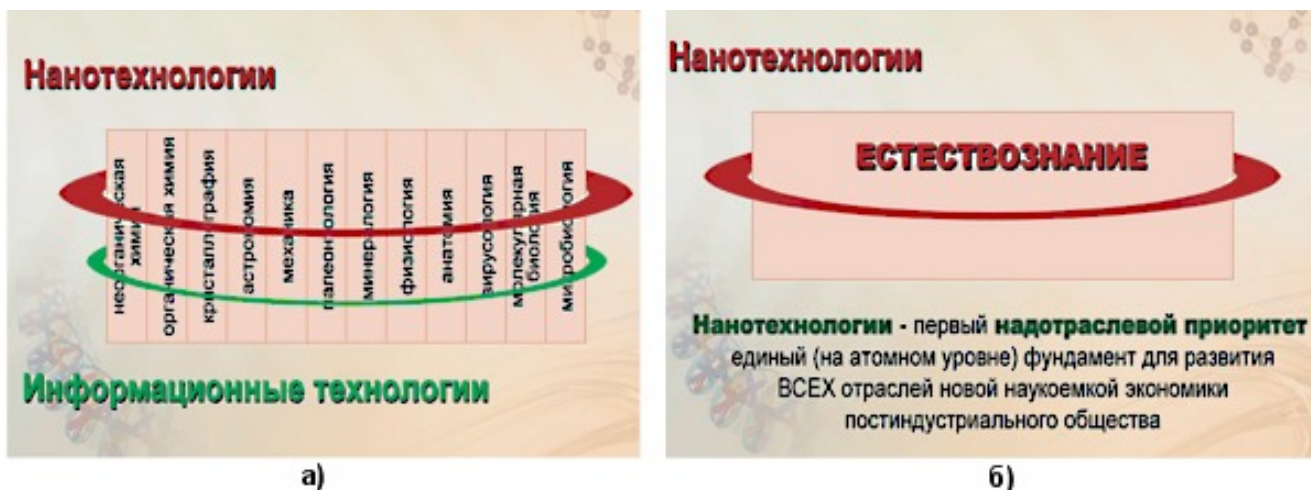 Нанотехнологии
неорганическая
химия
органическая химия
кристаллография
астрономия
механика
палеонтология
минерология
физиология
анатомия
вирусология
молекулярная
биология
микробиология
Информационные технологии
а)
Нанотехнологии
ЕСТЕСТВОЗНАНИЕ
Нанотехнологии - первый надотраслевой приоритет
единый (на атомном уровне) фундамент для развития
ВСЕХ отраслей новой наукоемкой экономики
постиндустриального общества
б)